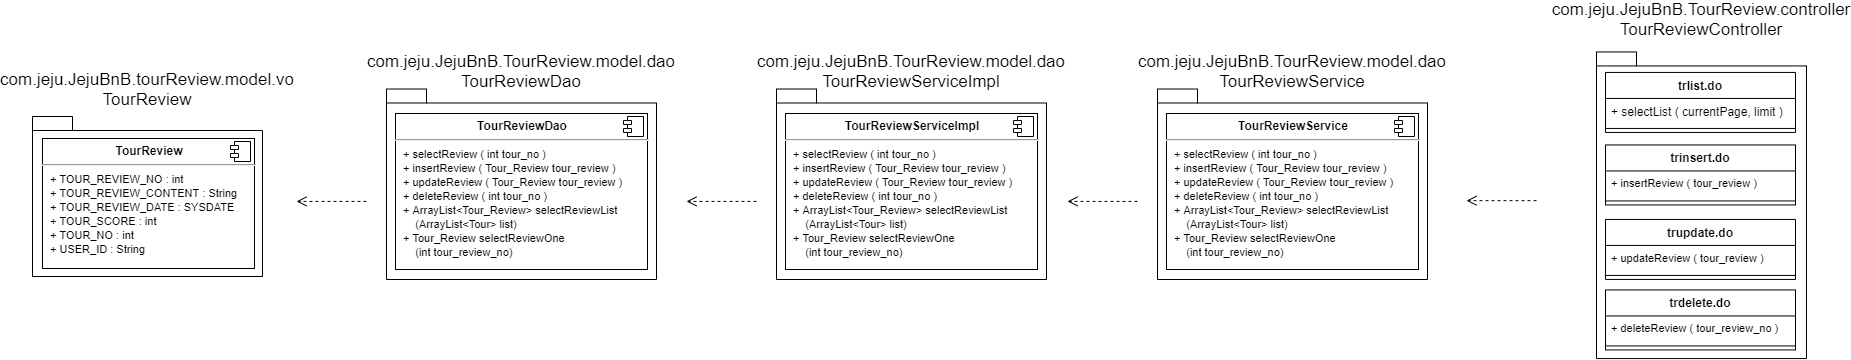 com.jeju.JejuBnB.tourReview.model.vo
TourReview
TourReview
+ TOUR_REVIEW_NO : int
+ TOUR_REVIEW_CONTENT : String
+ TOUR_REVIEW_DATE : SYSDATE
+ TOUR_SCORE : int
+ TOUR_NO : int
+ USER_ID : String
com.jeju.JejuBnB.TourReview.model.dao
TourReviewDao
TourReviewDao
+ selectReview ( int tour_no )
+ insertReview ( Tour_Review tour_review )
+ updateReview ( Tour_Review tour_review )
+ deleteReview ( int tour_no )
+ ArrayList<Tour_Review> selectReviewList
(ArrayList<Tour> list)
+ Tour_Review selectReviewOne
(int tour_review_no)
com.jeju.JejuBnB.TourReview.model.dao
TourReviewServiceImpl
TourReviewServiceImpl
+ selectReview ( int tour_no )
+ insertReview ( Tour_Review tour_review )
+ updateReview ( Tour_Review tour_review )
+ deleteReview ( int tour_no )
+ ArrayList<Tour_Review> selectReviewList
(ArrayList<Tour> list)
+ Tour_Review selectReviewOne
(int tour_review_no)
com.jeju.JejuBnB.TourReview.model.dao
TourReviewService
TourReviewService
+ selectReview ( int tour_no )
+ insertReview ( Tour_Review tour_review )
+ updateReview ( Tour_Review tour_review )
+ deleteReview ( int tour_no )
+ ArrayList<Tour_Review> selectReviewList
(ArrayList<Tour> list)
+ Tour_Review selectReviewOne
(int tour_review_no)
com.jeju.JejuBnB.TourReview.controller
TourReviewController
trlist.do
+ selectList ( currentPage, limit )
trinsert.do
+ insertReview ( tour_review )
trupdate.do
+ updateReview ( tour_review )
trdelete.do
+ deleteReview ( tour_review_no )